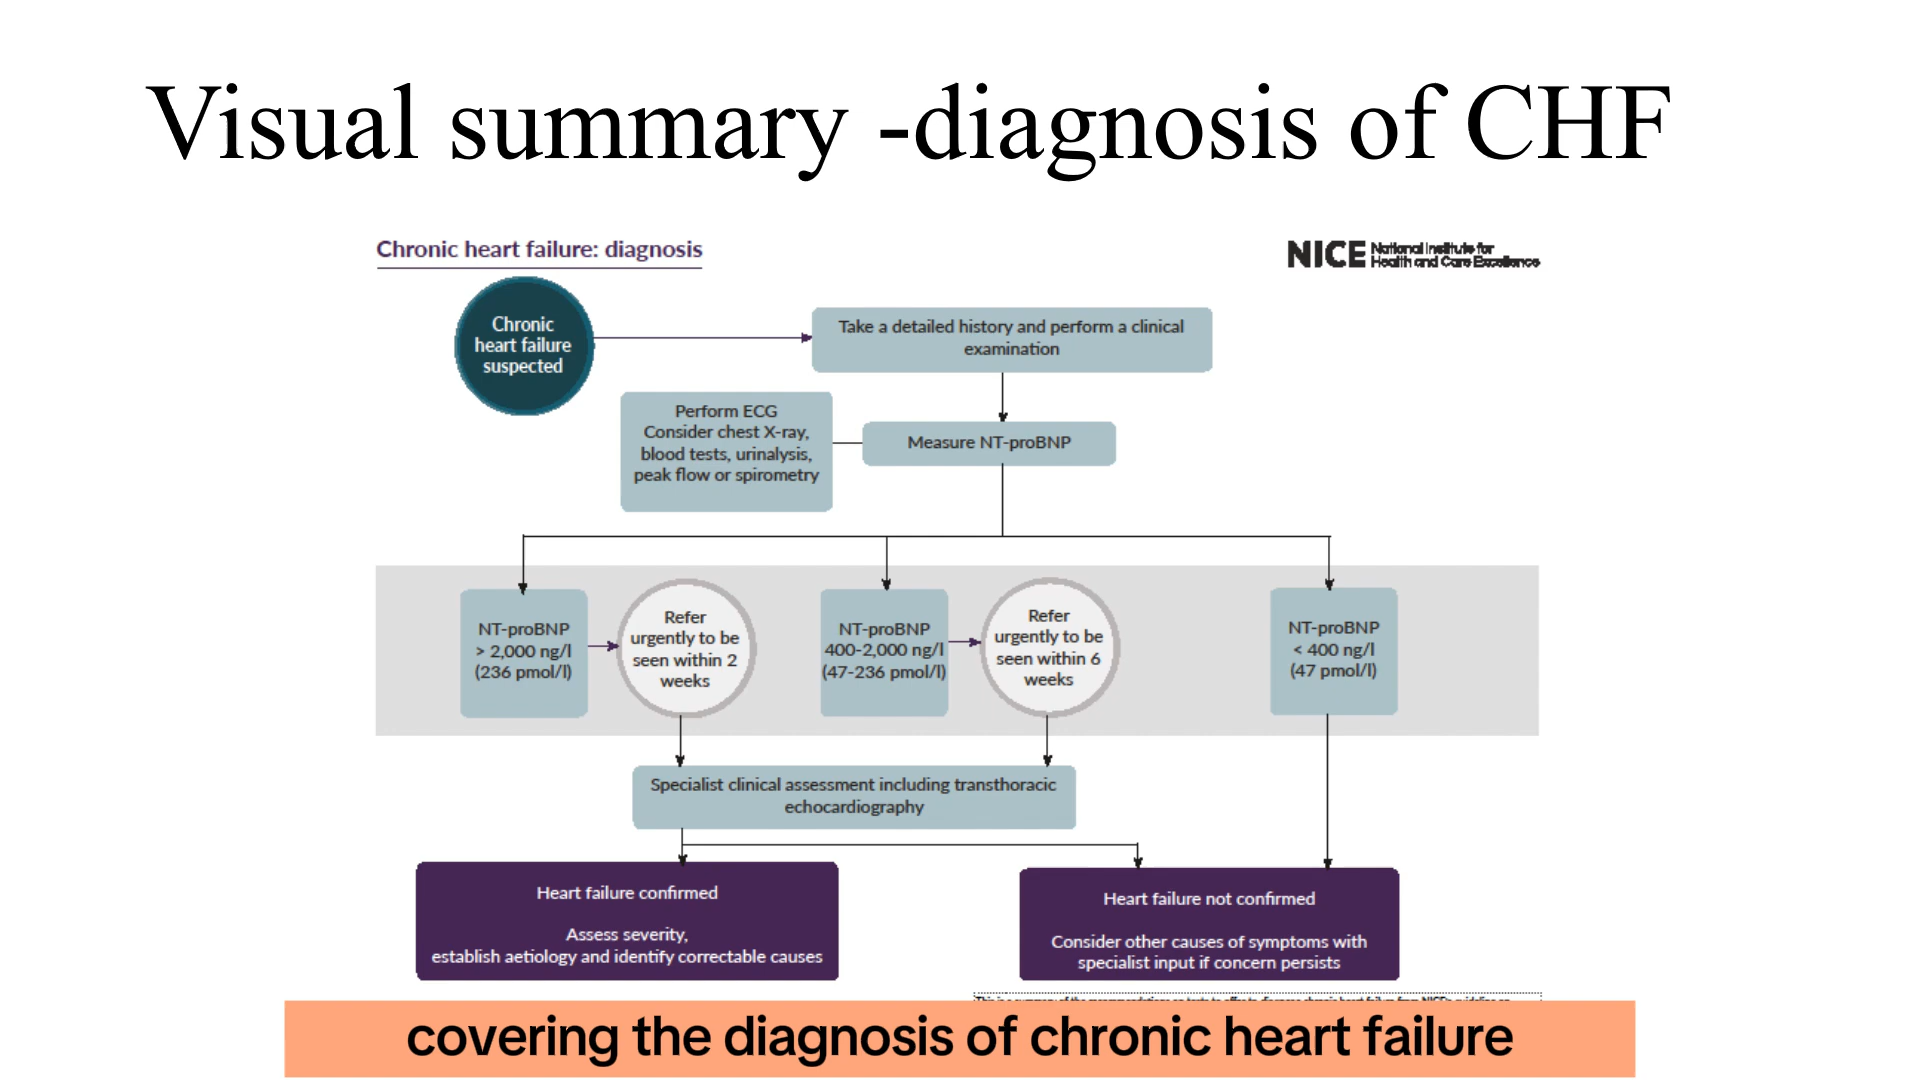 Visual summary -diagnosis of CHF
Chronic heart failure: diagnosis
NICE National Institute for
Health and Care Excellence
Chronic
heart failure
suspected
Take a detailed history and perform a clinical
examination
Perform ECG
Consider chest X-ray,
blood tests, urinalysis,
peak flow or spirometry
Measure NT-proBNP
NT-proBNP
> 2,000 ng/l
(236 pmol/l)
Refer
urgently to be
seen within 2
weeks
NT-proBNP
400-2,000 ng/l
(47-236 pmol/l)
Refer
urgently to be
seen within 6
weeks
NT-proBNP
< 400 ng/l
(47 pmol/l)
Specialist clinical assessment including transthoracic
echocardiography
Heart failure confirmed
Assess severity,
establish aetiology and identify correctable causes
Heart failure not confirmed
Consider other causes of symptoms with
specialist input if concern persists
covering the diagnosis of chronic heart failure